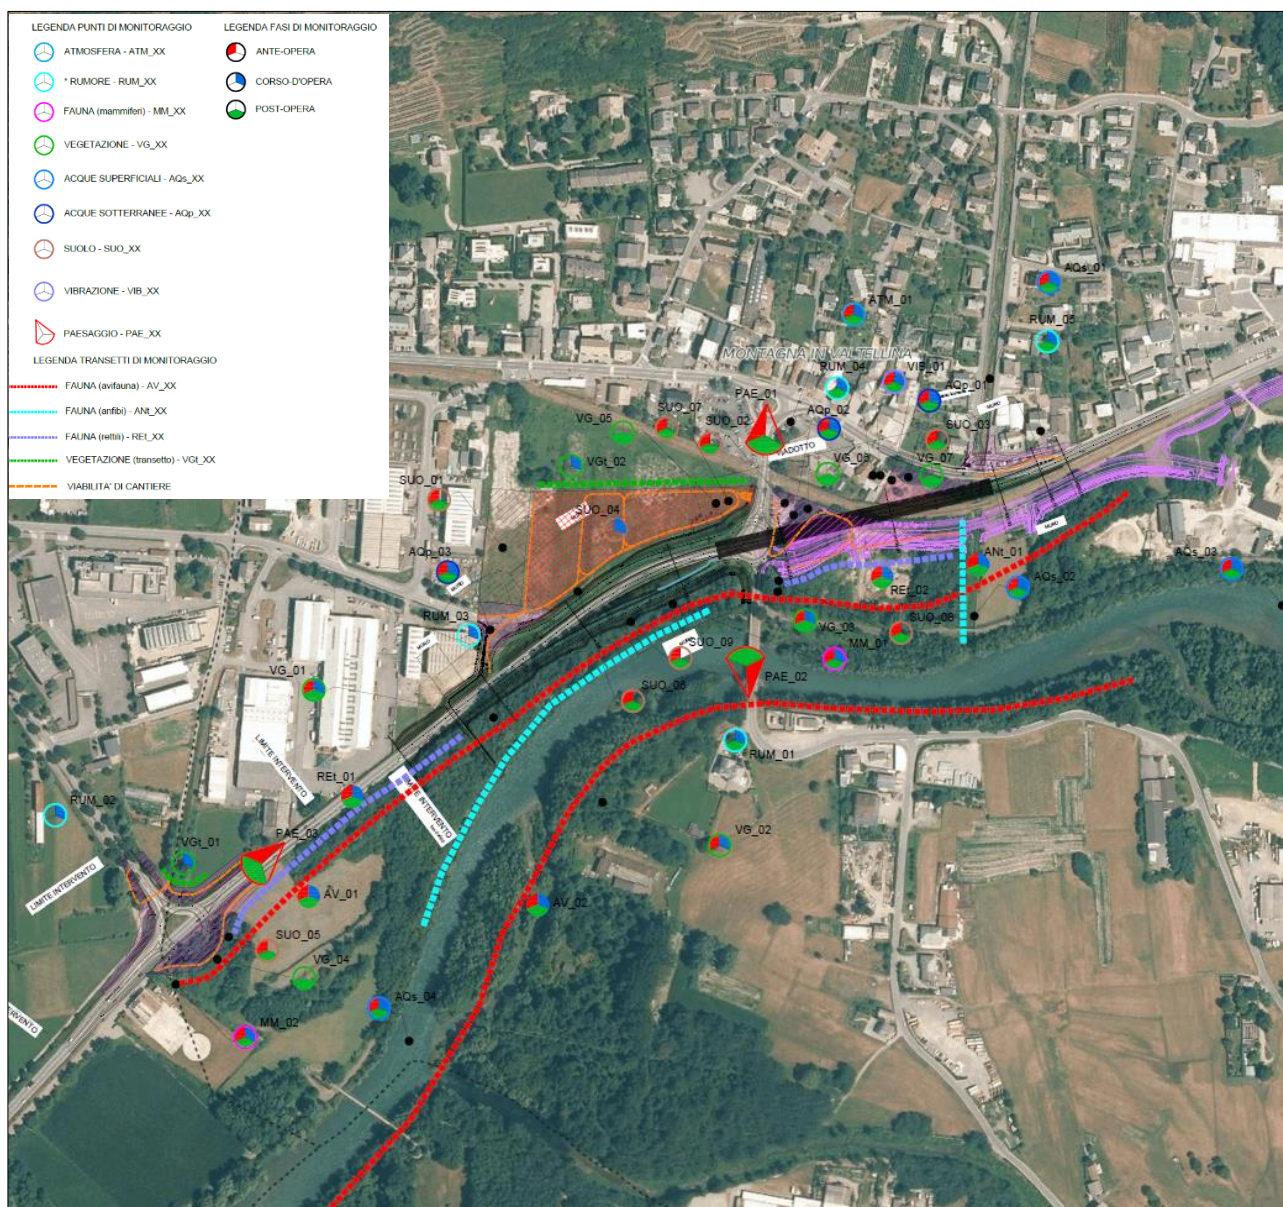 LEGENDA PUNTI DI MONITORAGGIO
LEGENDA FASI DI MONITORAGGIO
ATMOSFERA - ATM_XX
ANTE-OPERA
* RUMORE - RUM_XX
CORSO-D'OPERA
FAUNA (mammiferi) - MM_XX
POST-OPERA
VEGETAZIONE - VG_XX
ACQUE SUPERFICIALI - AQs_XX
ACQUE SOTTERRANEE - AQp_XX
SUOLO - SUO_XX
VIBRAZIONE - VIB_XX
PAESAGGIO - PAE_XX
LEGENDA TRANSETTI DI MONITORAGGIO
FAUNA (avifauna) - AV_XX
FAUNA (anfibi) - ANt_XX
FAUNA (rettili) - REt_XX
VEGETAZIONE (transetto) - VGt_XX
VIABILITA' DI CANTIERE
AQs_01
ATM_01
RUM_05
MONTAGNA IN VALTELLINA
RUM_04
VIB_01
AQp_01
PAE_01
MURO
SUO_07
VG_05
SUO_02
AQp_02
SUO_03
VIADOTTO
VGt_02
VG_06
VG_07
SUO_01
SUO_04
MURO
AQp_03
ANt_01
AQs_03
AQs_02
REt_02
MURO
RUM_03
VG_03
SUO_08
MURO
SUO_09
MM_01
VG_01
PAE_02
SUO_06
LIMITE INTERVENTO
RUM_01
REt_01
LIMITE INTERVENTO
RUM_02
PAE_03
VGt_01
VG_02
LIMITE INTERVENTO
AV_01
AV_02
SUO_05
VG_04
AQs_04
MM_02